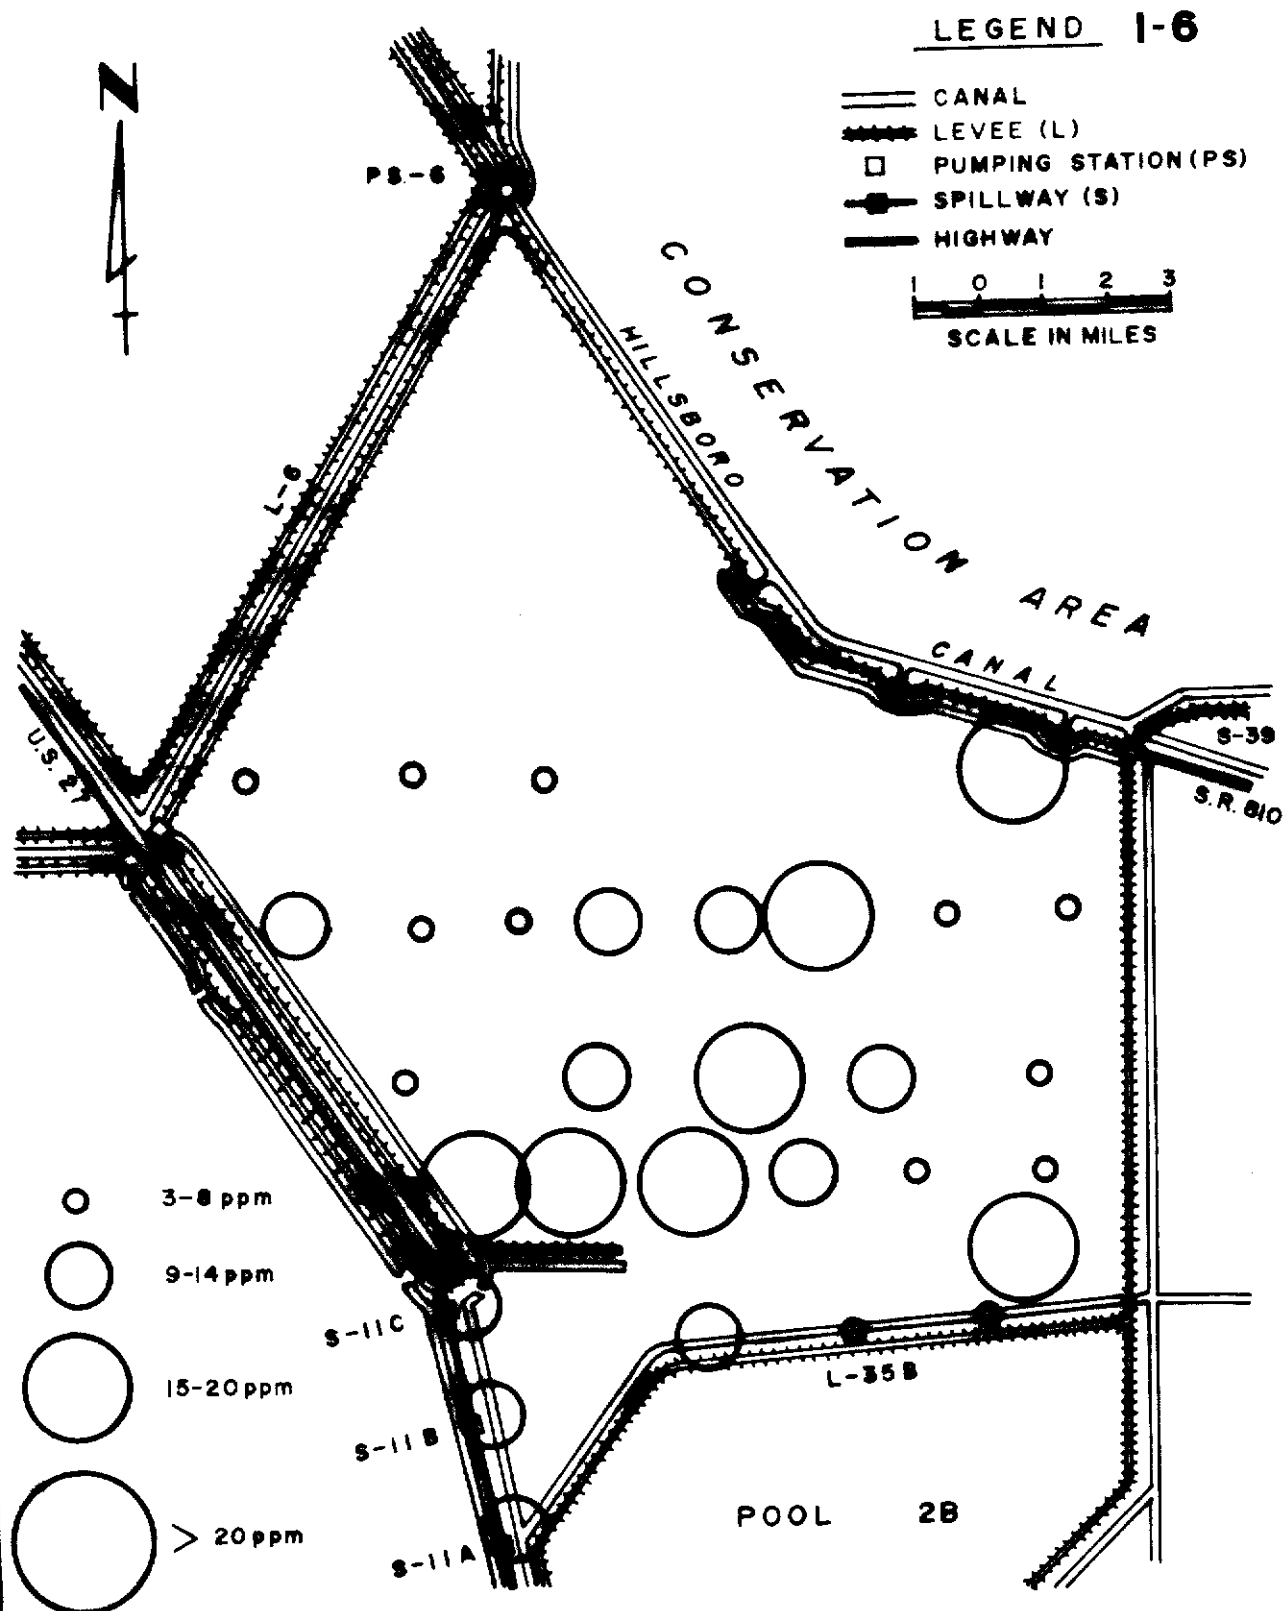 LEGEND I-6
N
CANAL
LEVEE (L)
PUMPING STATION (PS)
SPILLWAY (S)
HIGHWAY
1 0 1 2 3
SCALE IN MILES
PS.-6
CONSERVATION AREA
HILLSBORO CANAL
L-6
U.S. 27
S-39
S.R. 810
3-8 ppm
9-14 ppm
15-20 ppm
> 20 ppm
S-11C
S-11B
S-11A
L-35B
POOL 2B